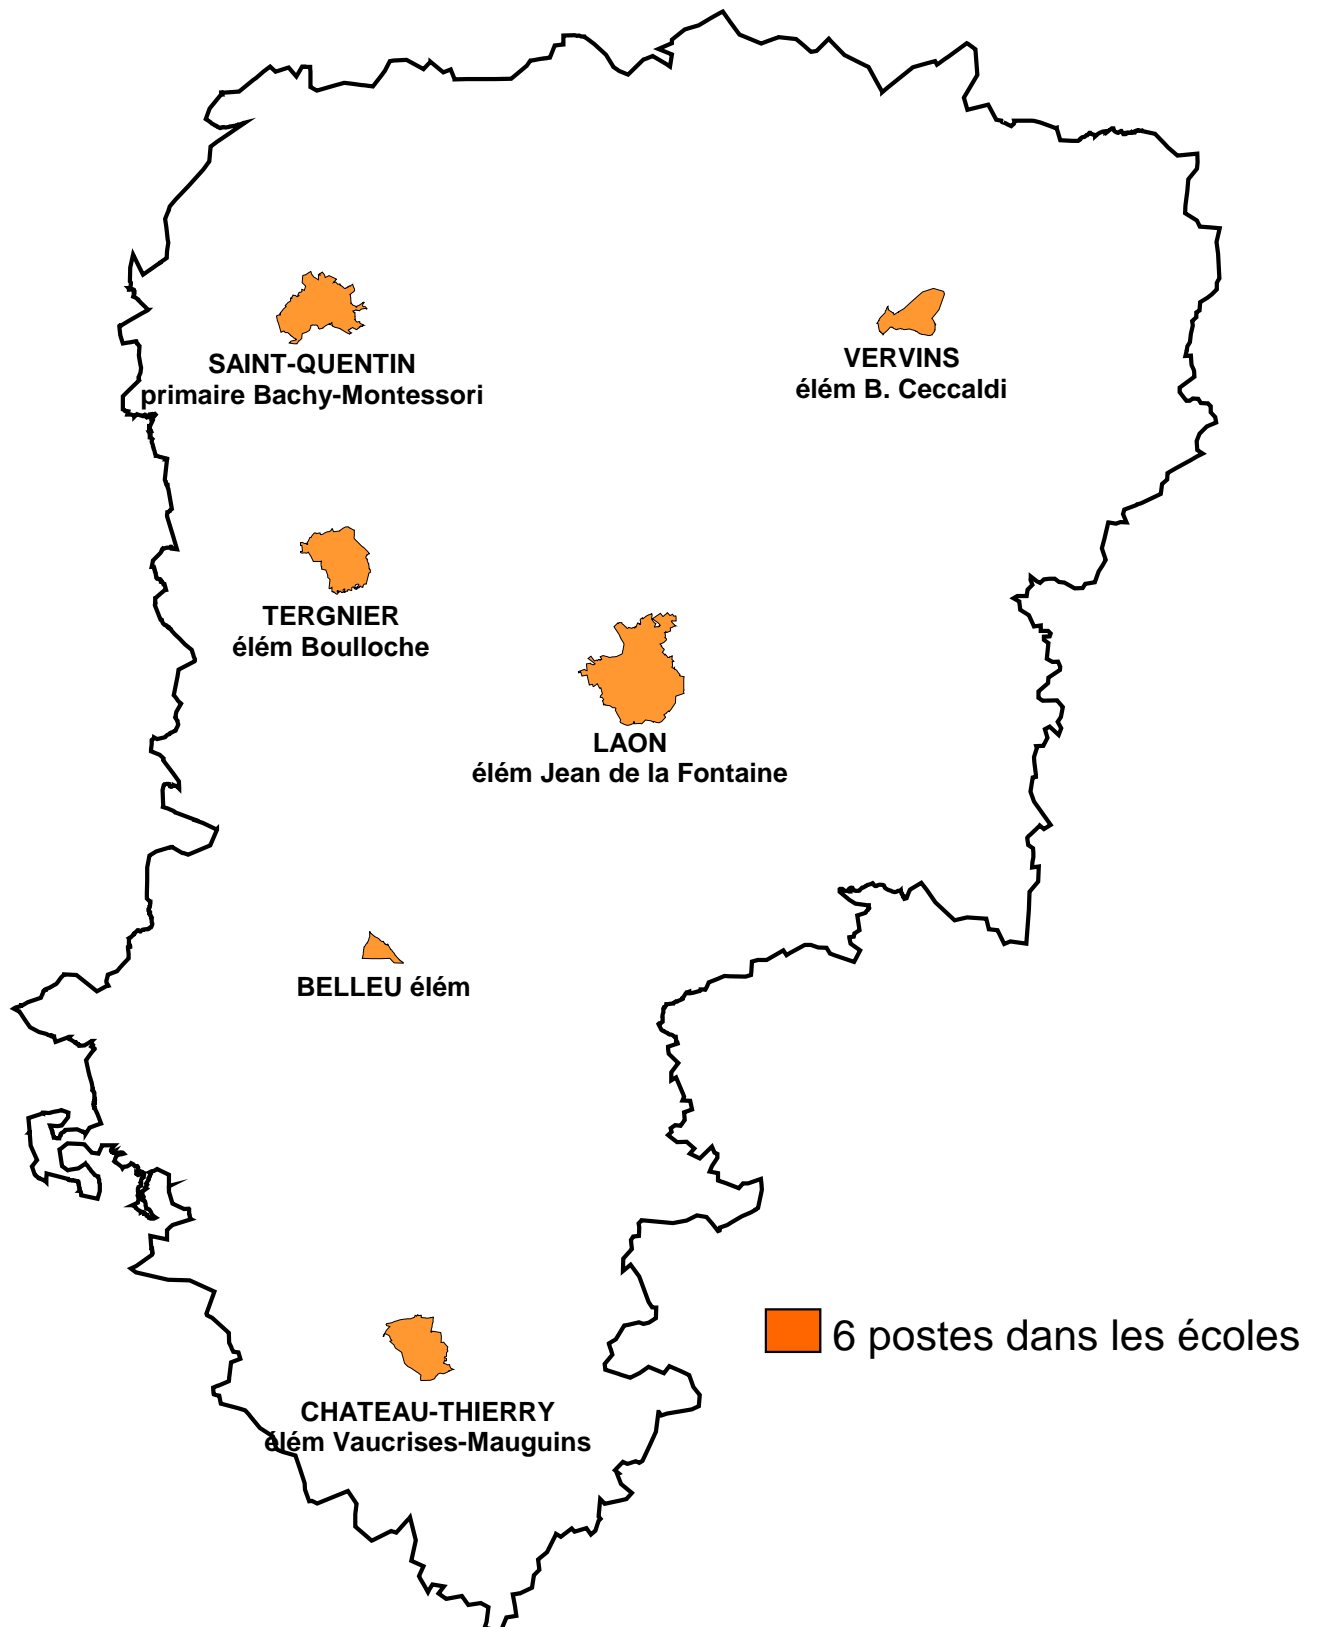 SAINT-QUENTIN
primaire Bachy-Montessori
VERVINS
élém B. Ceccaldi
TERGNIER
élém Boulloche
LAON
élém Jean de la Fontaine
BELLEU élém
6 postes dans les écoles
CHATEAU-THIERRY
élém Vaucrises-Mauguins